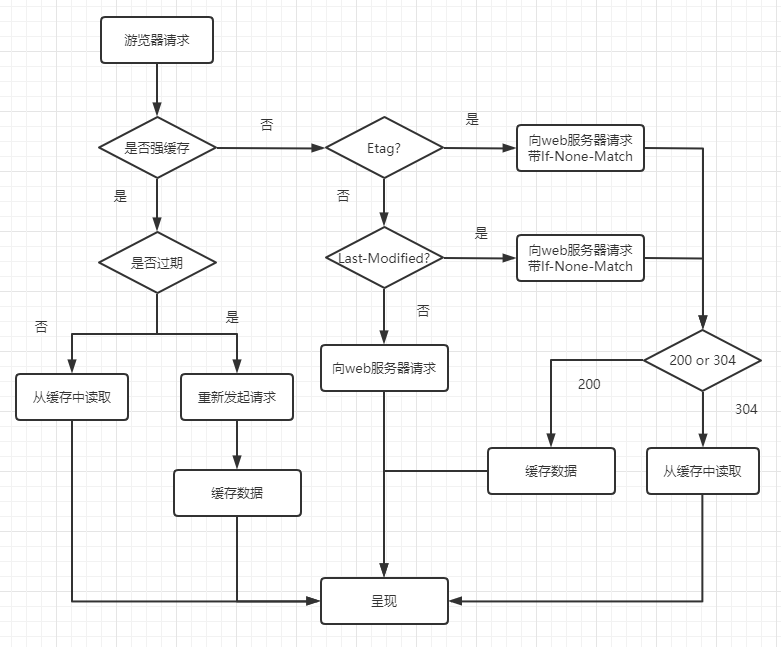 游览器请求
是否强缓存
否
Etag?
是
向web服务器请求
带If-None-Match
是
否
是否过期
Last-Modified?
是
向web服务器请求
带If-None-Match
否
是
否
向web服务器请求
200 or 304
200
304
从缓存中读取
重新发起请求
缓存数据
缓存数据
从缓存中读取
呈现